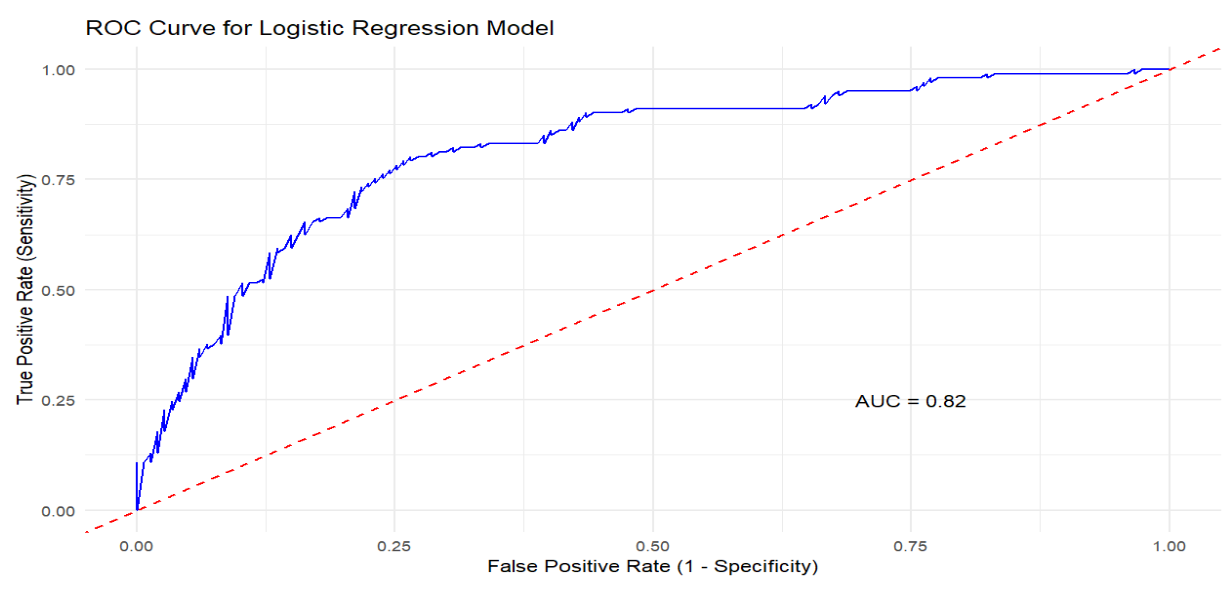 ROC Curve for Logistic Regression Model
True Positive Rate (Sensitivity)
1.00
0.75
0.50
0.25
0.00
AUC = 0.82
0.00 0.25 0.50 0.75 1.00
False Positive Rate (1 - Specificity)